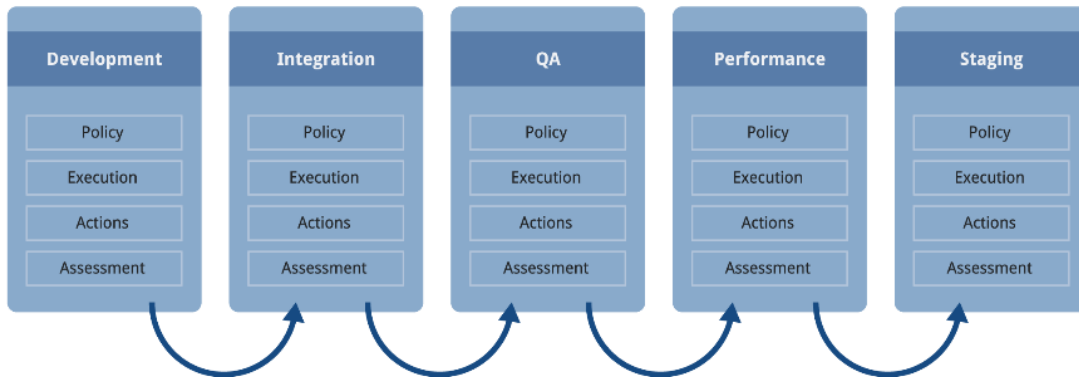 Development
Policy
Execution
Actions
Assessment
Integration
Policy
Execution
Actions
Assessment
QA
Policy
Execution
Actions
Assessment
Performance
Policy
Execution
Actions
Assessment
Staging
Policy
Execution
Actions
Assessment